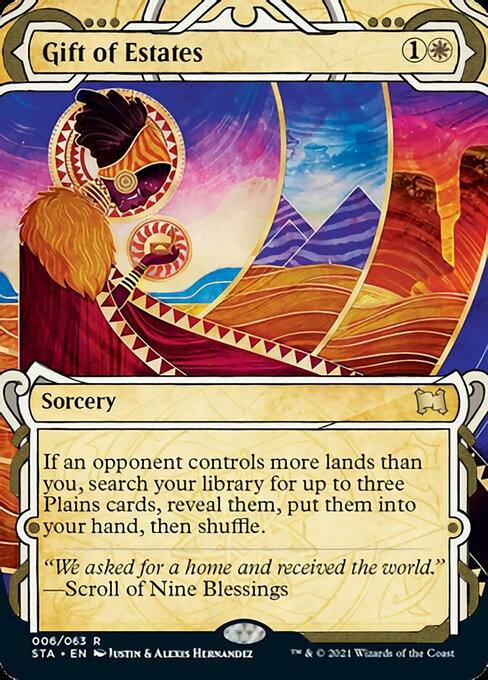 Gift of Estates 1
Sorcery
If an opponent controls more lands than
you, search your library for up to three
Plains cards, reveal them, put them into
your hand, then shuffle.
“We asked for a home and received the world.”
—Scroll of Nine Blessings
006/063 R
STA • EN Justin & Alexis Hernandez
™ & © 2021 Wizards of the Coast